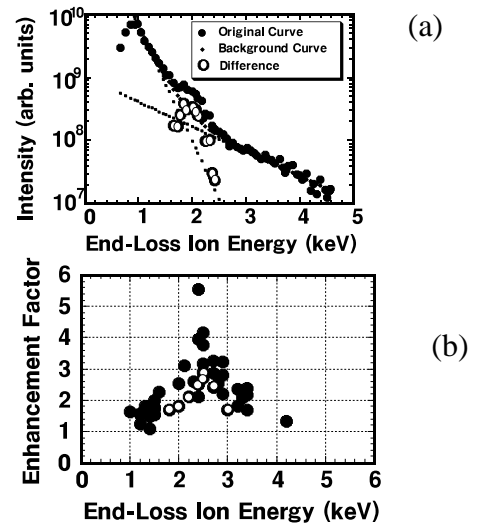 (a)
Original Curve
Background Curve
Difference
Intensity (arb. units)
10^10
10^9
10^8
10^7
0 1 2 3 4 5
End-Loss Ion Energy (keV)
(b)
Enhancement Factor
6
5
4
3
2
1
0
0 1 2 3 4 5 6
End-Loss Ion Energy (keV)